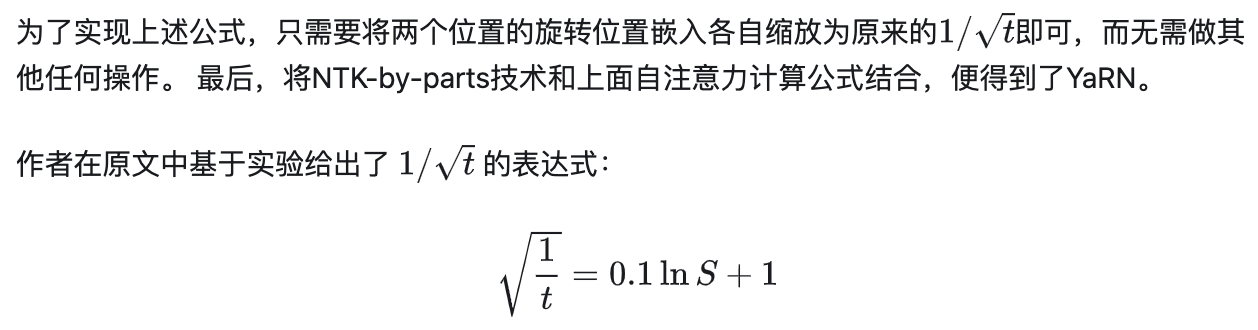 为了实现上述公式，只需要将两个位置的旋转位置嵌入各自缩放为原来的1/√t即可，而无需做其
他任何操作。 最后，将NTK-by-parts技术和上面自注意力计算公式结合，便得到了YaRN。
作者在原文中基于实验给出了 1/√t 的表达式：
√(1/t) = 0.1 ln S + 1